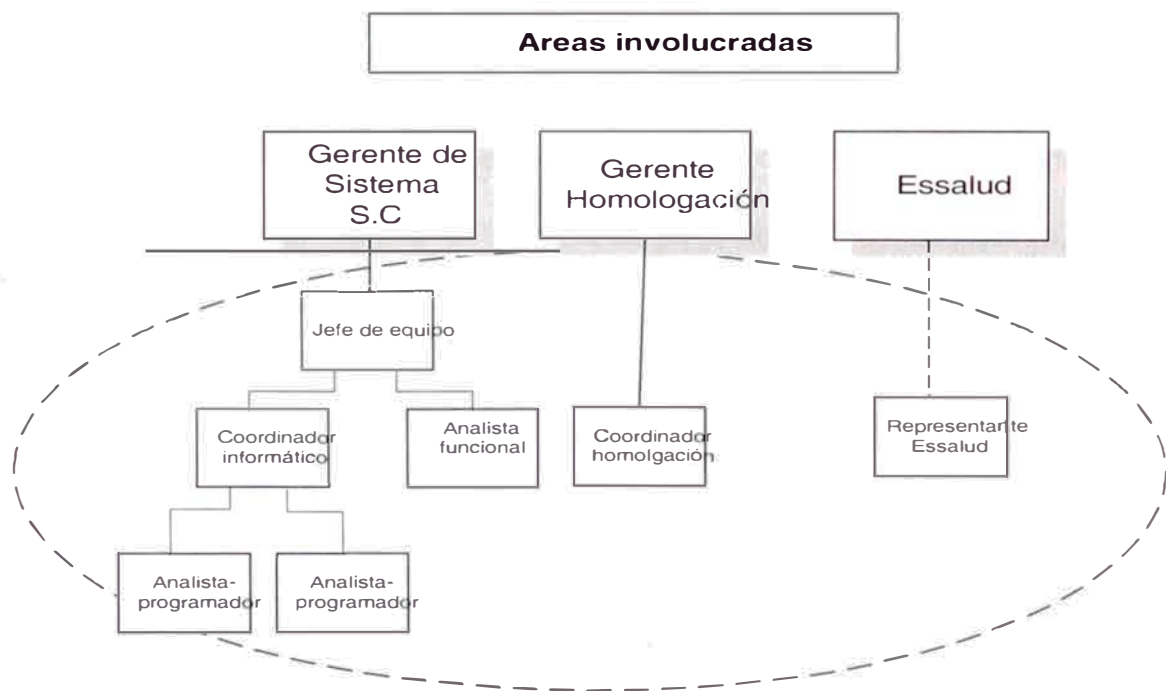 Areas involucradas
Gerente de
Sistema
S.C
Gerente
Homologación
Essalud
Jefe de equipo
Coordinador
informático
Analista
funcional
Coordinador
homolgación
Representante
Essalud
Analista-
programador
Analista-
programador